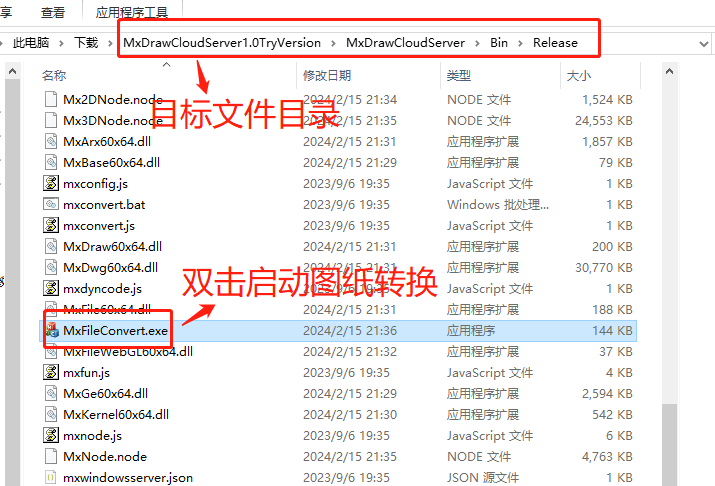 享 查看 应用程序工具
此电脑 > 下载 > MxDrawCloudServer1.0TryVersion > MxDrawCloudServer > Bin > Release
名称 修改日期 类型 大小
Mx2DNode.node 2024/2/15 21:34 NODE 文件 1,524 KB
目标文件目录
Mx3DNode.node 2024/2/15 21:35 NODE 文件 24,553 KB
MxArx60x64.dll 2024/2/15 21:31 应用程序扩展 1,857 KB
MxBase60x64.dll 2024/2/15 21:29 应用程序扩展 79 KB
mxconfig.js 2023/9/6 19:35 JavaScript 文件 1 KB
mxconvert.bat 2023/9/6 19:35 Windows 批处理... 1 KB
mxconvert.js 2023/9/6 19:35 JavaScript 文件 1 KB
MxDraw60x64.dll 2024/2/15 21:31 应用程序扩展 200 KB
MxDwg60x64.dll 2024/2/15 21:31 应用程序扩展 30,770 KB
双击启动图纸转换
mxdyncode.js 2023/9/6 19:35 JavaScript 文件 1 KB
MxFile60x64.dll 2024/2/15 21:31 应用程序扩展 188 KB
MxFileConvert.exe 2024/2/15 21:36 应用程序 144 KB
MxFileWebGL60x64.dll 2024/2/15 21:32 应用程序扩展 37 KB
mxfun.js 2023/9/6 19:35 JavaScript 文件 4 KB
MxGe60x64.dll 2024/2/15 21:29 应用程序扩展 2,594 KB
MxKernel60x64.dll 2024/2/15 21:30 应用程序扩展 542 KB
mxnode.js 2023/9/6 19:35 JavaScript 文件 6 KB
MxNode.node 2024/2/15 21:35 NODE 文件 4,763 KB
mxwindowsserver.json 2023/9/6 19:35 JSON 源文件 1 KB